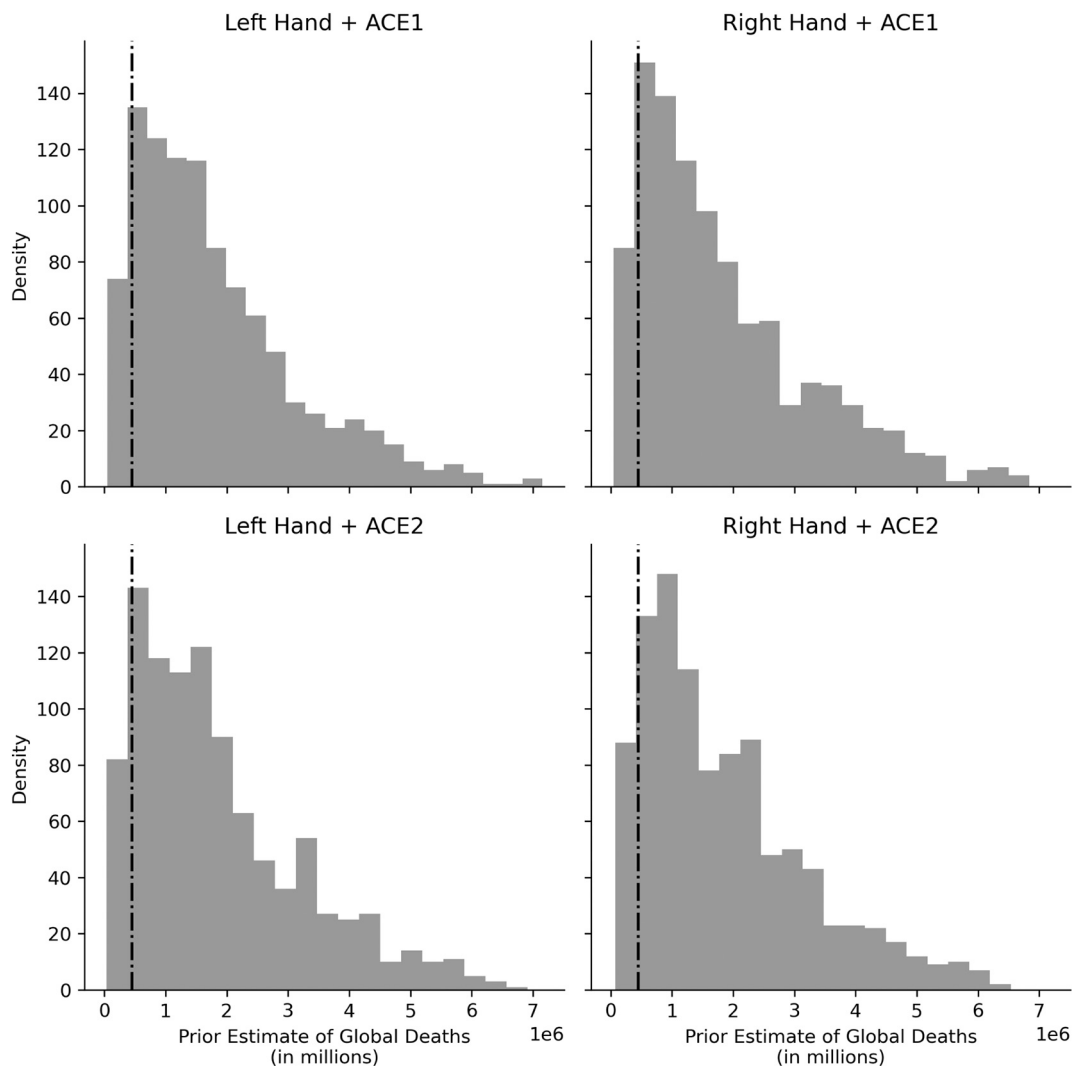 Left Hand + ACE1
Right Hand + ACE1
140
120
100
80
60
40
20
0
Density
Left Hand + ACE2
Right Hand + ACE2
140
120
100
80
60
40
20
0
Density
0 1 2 3 4 5 6 7
1e6
Prior Estimate of Global Deaths
(in millions)
0 1 2 3 4 5 6 7
1e6
Prior Estimate of Global Deaths
(in millions)